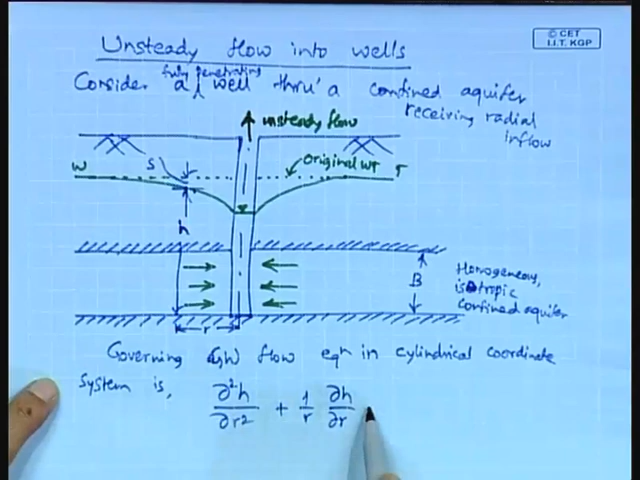 © CET
I.I.T. KGP
Unsteady flow into wells
Consider a fully penetrating well thru' a confined aquifer
receiving radial
inflow
unsteady flow
W S Original WT T
h
B
Homogeneous,
isotropic
confined aquifer
r
Governing GW flow eqn in cylindrical coordinate
system is,
∂²h/∂r² + 1/r ∂h/∂r